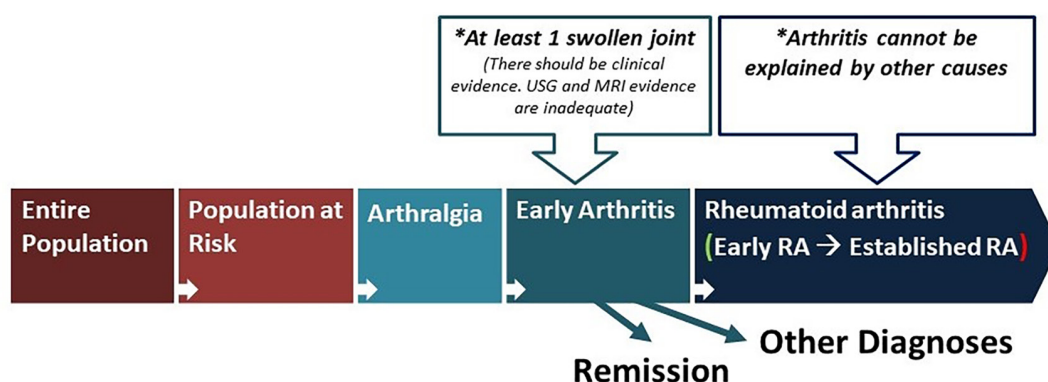 *At least 1 swollen joint
(There should be clinical
evidence. USG and MRI evidence
are inadequate)
*Arthritis cannot be
explained by other causes
Entire
Population
Population at
Risk
Arthralgia
Early Arthritis
Rheumatoid arthritis
(Early RA → Established RA)
Remission
Other Diagnoses